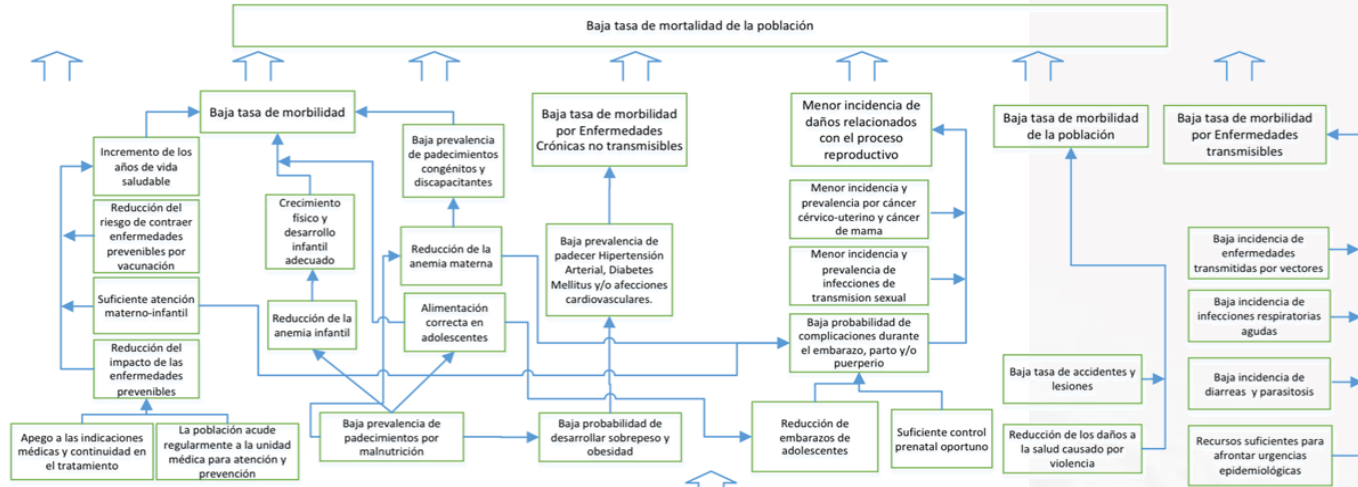 Baja tasa de mortalidad de la población
Baja tasa de morbilidad
Baja tasa de morbilidad
por Enfermedades
Crónicas no transmisibles
Menor incidencia de
daños relacionados
con el proceso
reproductivo
Baja tasa de morbilidad
de la población
Baja tasa de morbilidad
por Enfermedades
transmisibles
Incremento de los
años de vida
saludable
Baja prevalencia
de padecimientos
congénitos y
discapacitantes
Reducción del
riesgo de contraer
enfermedades
prevenibles por
vacunación
Crecimiento
físico y
desarrollo
infantil
adecuado
Reducción de la
anemia materna
Baja prevalencia de
padecer Hipertensión
Arterial, Diabetes
Mellitus y/o afecciones
cardiovasculares.
Menor incidencia y
prevalencia por cáncer
cérvico-uterino y cáncer
de mama
Menor incidencia y
prevalencia de
infecciones de
transmision sexual
Baja incidencia de
enfermedades
transmitidas por vectores
Suficiente atención
materno-infantil
Reducción de la
anemia infantil
Alimentación
correcta en
adolescentes
Baja probabilidad de
complicaciones durante
el embarazo, parto y/o
puerperio
Baja incidencia de
infecciones respiratorias
agudas
Reducción del
impacto de las
enfermedades
prevenibles
Baja tasa de accidentes y
lesiones
Baja incidencia de
diarreas y parasitosis
Apego a las indicaciones
médicas y continuidad en
el tratamiento
La población acude
regularmente a la unidad
médica para atención y
prevención
Baja prevalencia de
padecimientos por
malnutrición
Baja probabilidad de
desarrollar sobrepeso y
obesidad
Reducción de
embarazos de
adolescentes
Suficiente control
prenatal oportuno
Reducción de los daños a
la salud causado por
violencia
Recursos suficientes para
afrontar urgencias
epidemiológicas